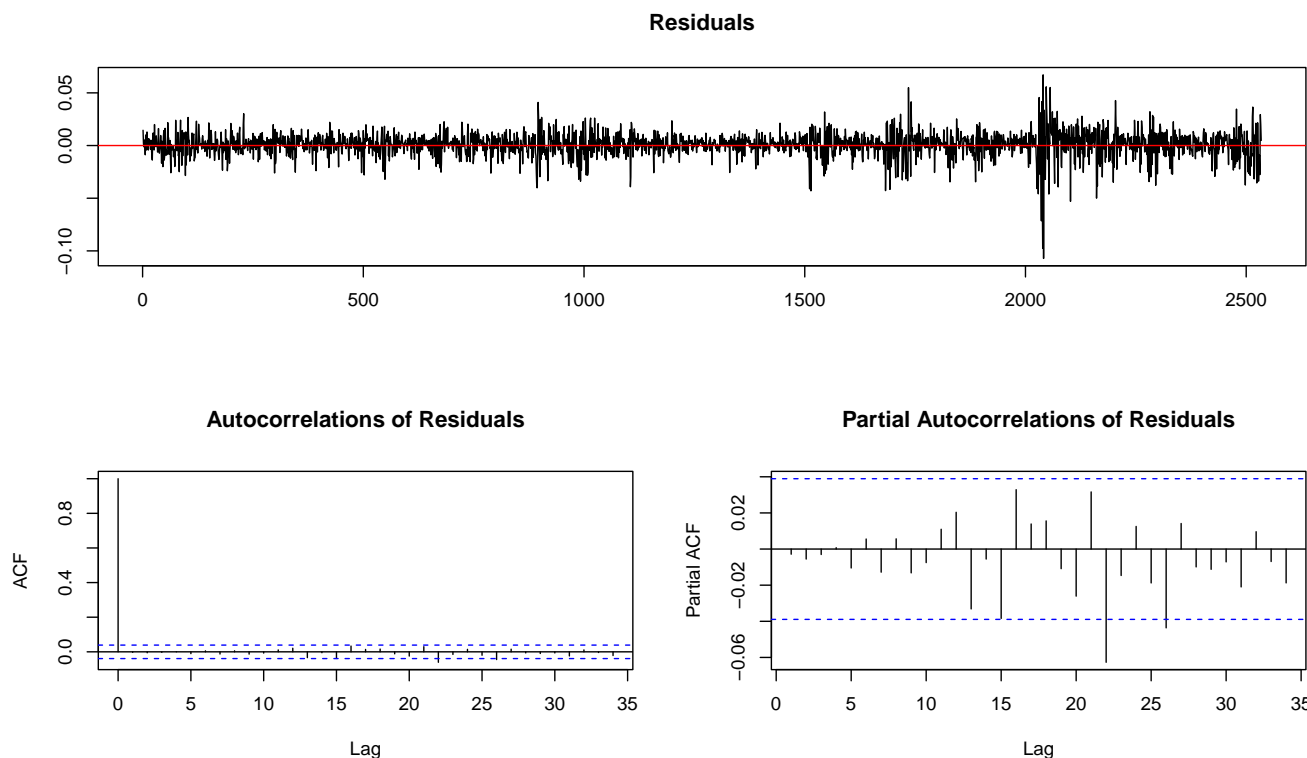 Residuals
0.05
0.00
−0.10
0 500 1000 1500 2000 2500
Autocorrelations of Residuals
ACF
0.8
0.4
0.0
0 5 10 15 20 25 30 35
Lag
Partial Autocorrelations of Residuals
Partial ACF
0.02
−0.02
−0.06
0 5 10 15 20 25 30 35
Lag